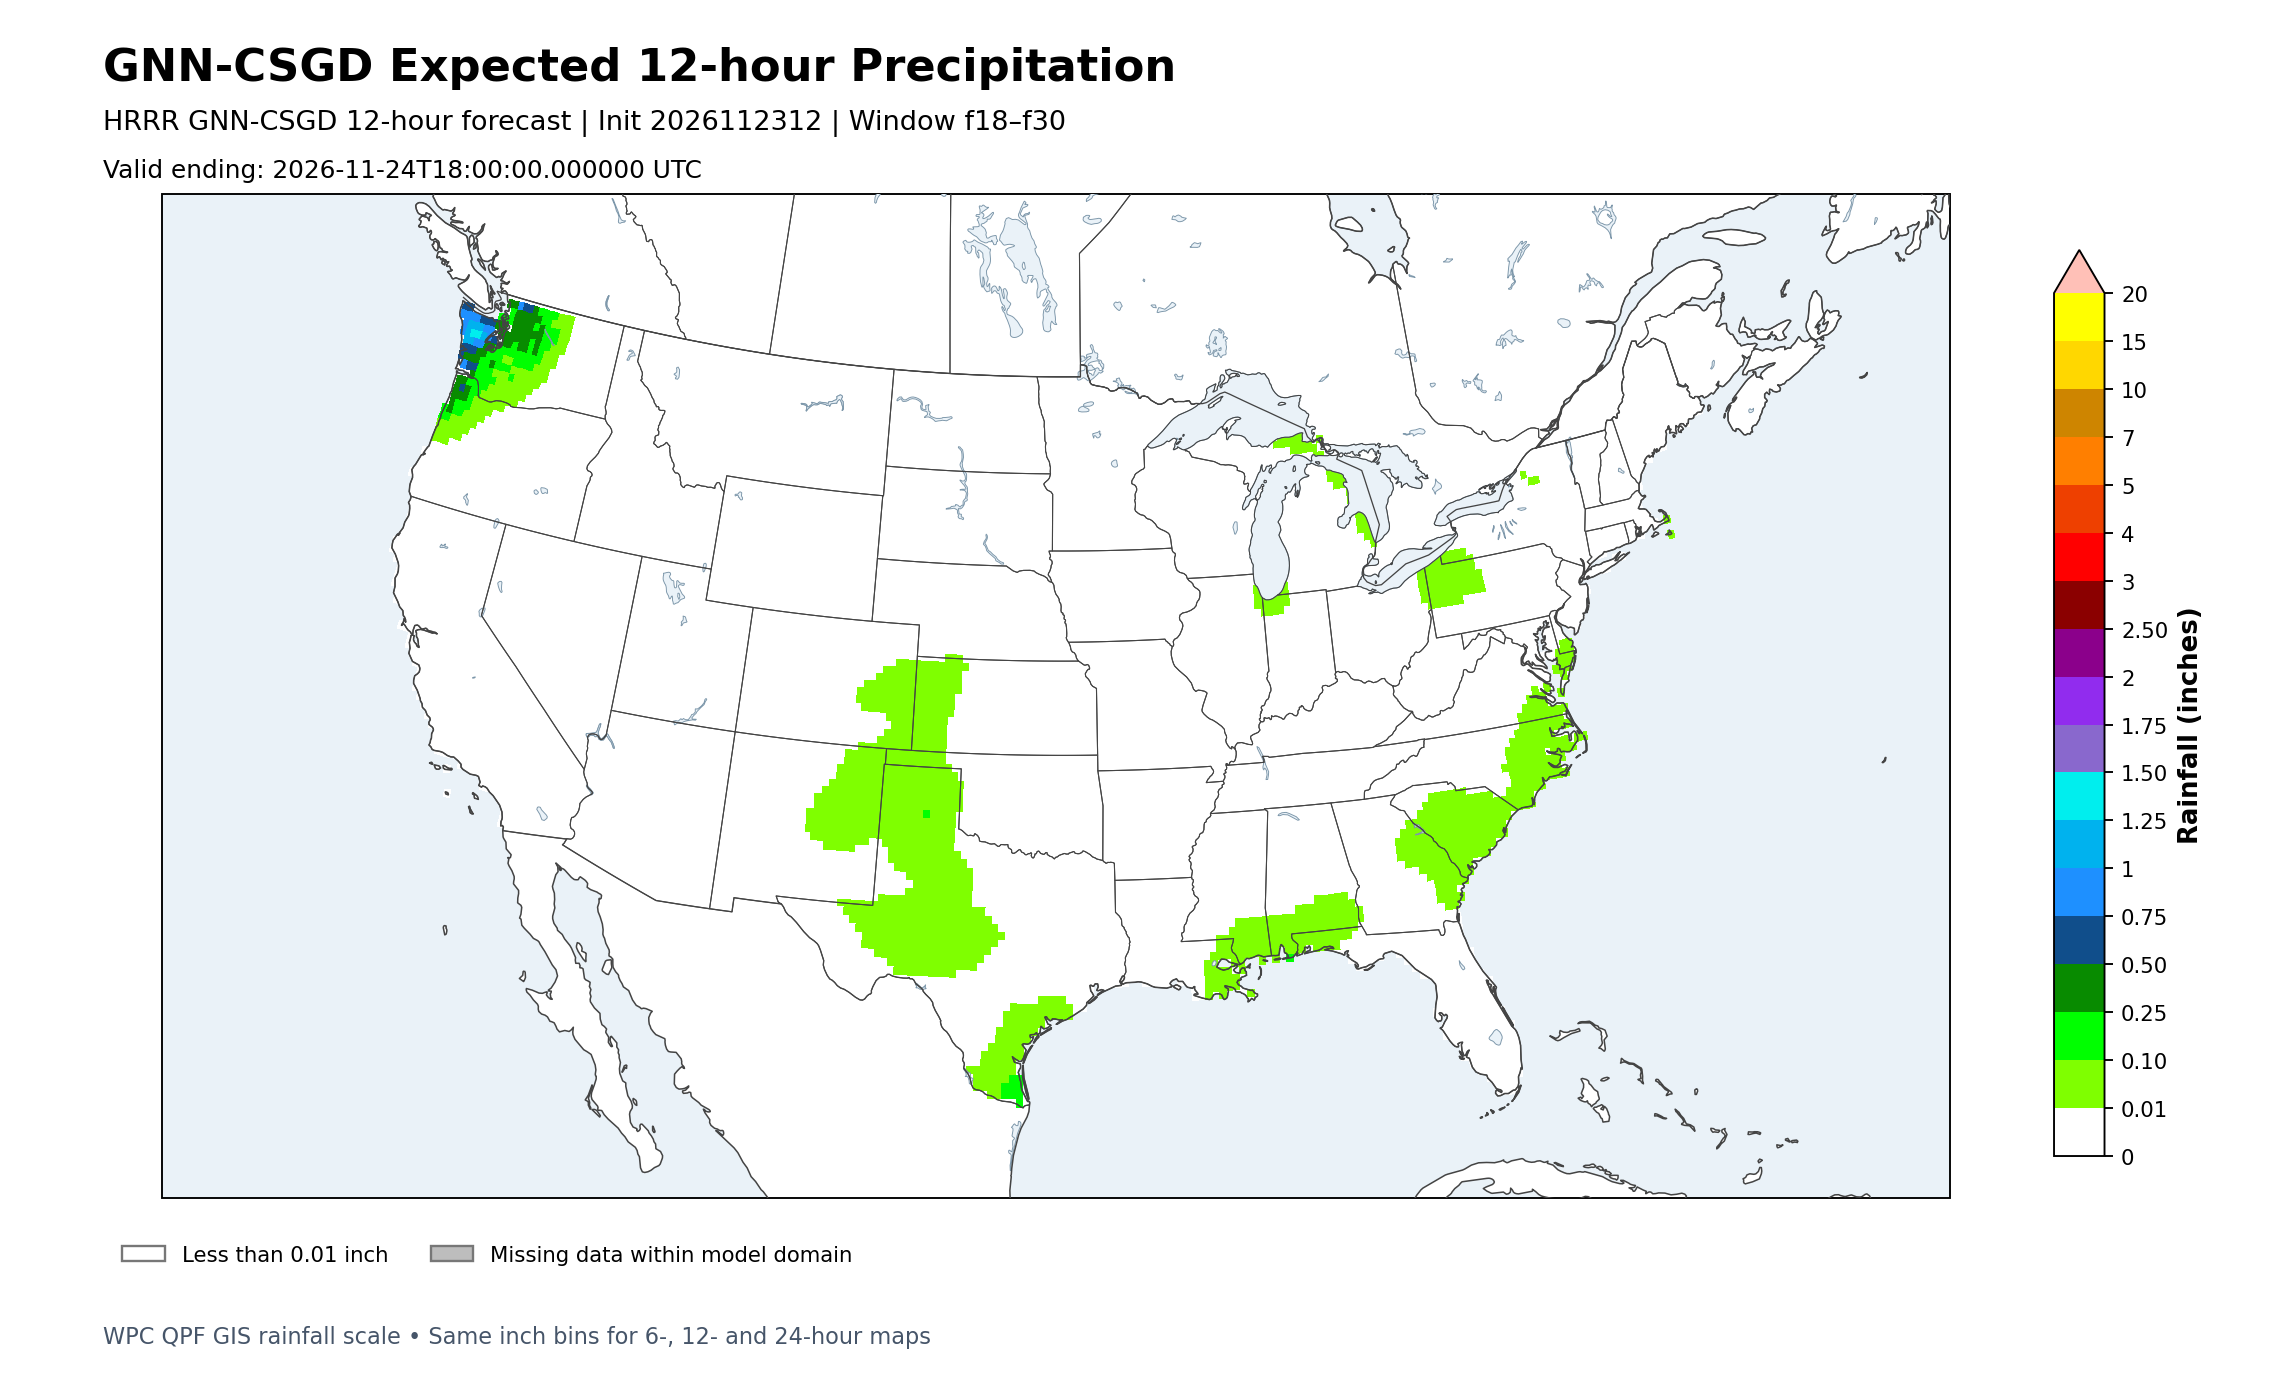 GNN-CSGD Expected 12-hour Precipitation
HRRR GNN-CSGD 12-hour forecast | Init 2026112312 | Window f18–f30
Valid ending: 2026-11-24T18:00:00.000000 UTC
20
15
10
7
5
4
3
2.50
2
1.75
1.50
1.25
1
0.75
0.50
0.25
0.10
0.01
0
Rainfall (inches)
Less than 0.01 inch
Missing data within model domain
WPC QPF GIS rainfall scale • Same inch bins for 6-, 12- and 24-hour maps